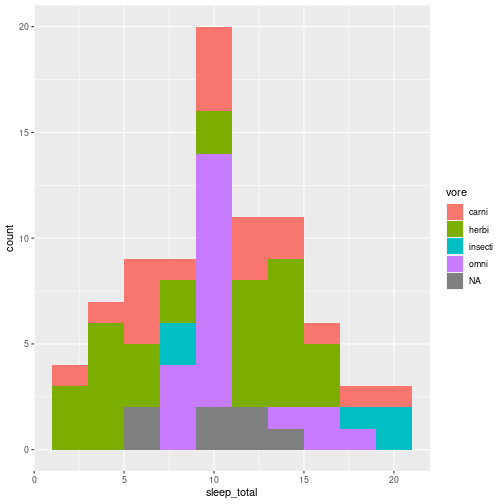 20
15
10
5
0
count
0 5 10 15 20
sleep_total
vore
carni
herbi
insecti
omni
NA